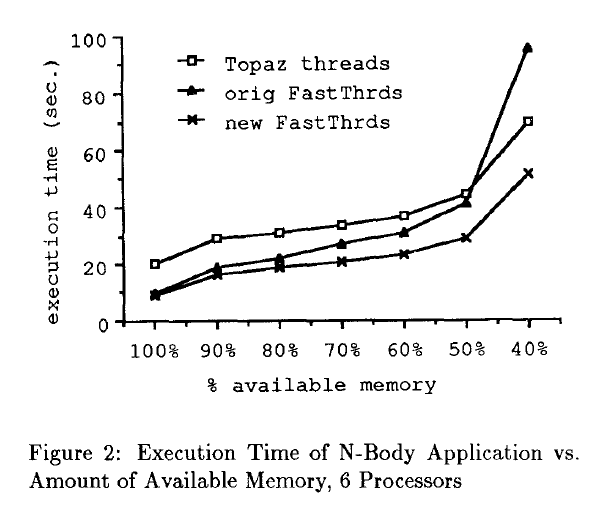 100
80
60
40
20
0
execution time (sec.)
Topaz threads
orig FastThrds
new FastThrds
100% 90% 80% 70% 60% 50% 40%
% available memory
Figure 2: Execution Time of N-Body Application vs.
Amount of Available Memory, 6 Processors